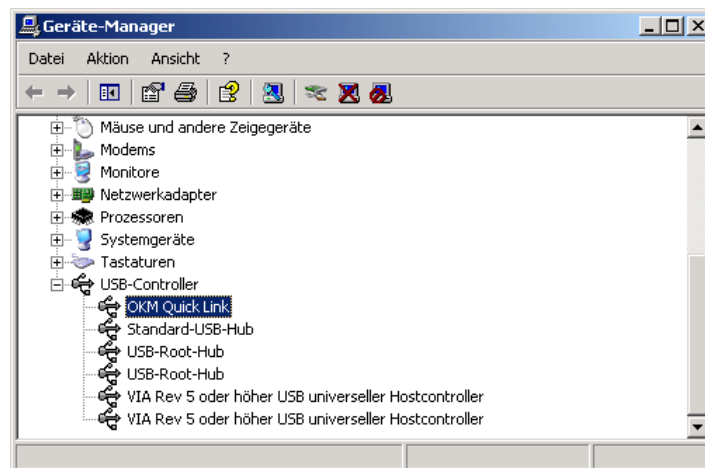 Geräte-Manager
Datei Aktion Ansicht ?
Mäuse und andere Zeigegeräte
Modems
Monitore
Netzwerkadapter
Prozessoren
Systemgeräte
Tastaturen
USB-Controller
OKM Quick Link
Standard-USB-Hub
USB-Root-Hub
USB-Root-Hub
VIA Rev 5 oder höher USB universeller Hostcontroller
VIA Rev 5 oder höher USB universeller Hostcontroller